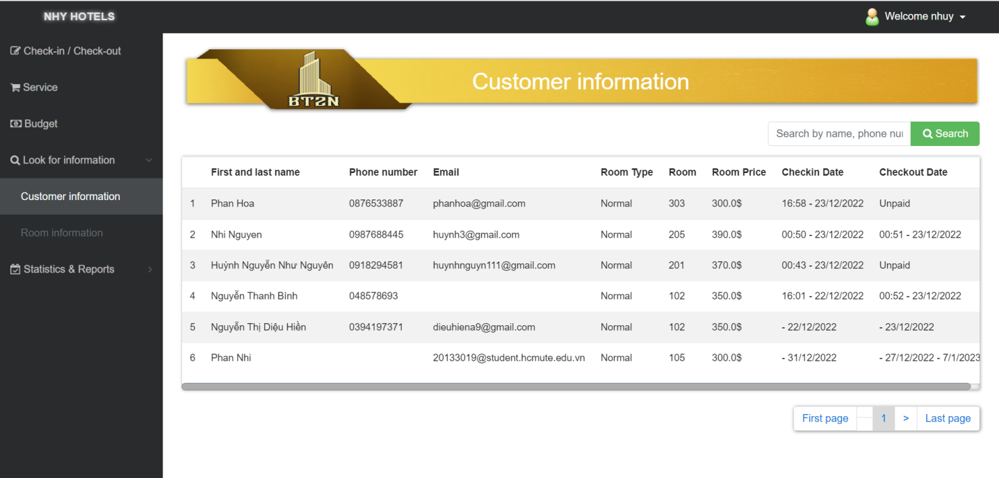 NHY HOTELS
Welcome nhuy
Check-in / Check-out
Service
Budget
Look for information
Customer information
Room information
Statistics & Reports
BT2N
Customer information
Search by name, phone nu
Search
First and last name Phone number Email Room Type Room Room Price Checkin Date Checkout Date
1 Phan Hoa 0876533887 phanhoa@gmail.com Normal 303 300.0$ 16:58 - 23/12/2022 Unpaid
2 Nhi Nguyen 0987688445 huynh3@gmail.com Normal 205 390.0$ 00:50 - 23/12/2022 00:51 - 23/12/2022
3 Huỳnh Nguyễn Như Nguyên 0918294581 huynhnguyn111@gmail.com Normal 201 370.0$ 00:43 - 23/12/2022 Unpaid
4 Nguyễn Thanh Bình 048578693 Normal 102 350.0$ 16:01 - 22/12/2022 00:52 - 23/12/2022
5 Nguyễn Thị Diệu Hiền 0394197371 dieuhiena9@gmail.com Normal 102 350.0$ - 22/12/2022 - 23/12/2022
6 Phan Nhi 20133019@student.hcmute.edu.vn Normal 105 300.0$ - 31/12/2022 - 27/12/2022 - 7/1/2023
First page 1 > Last page